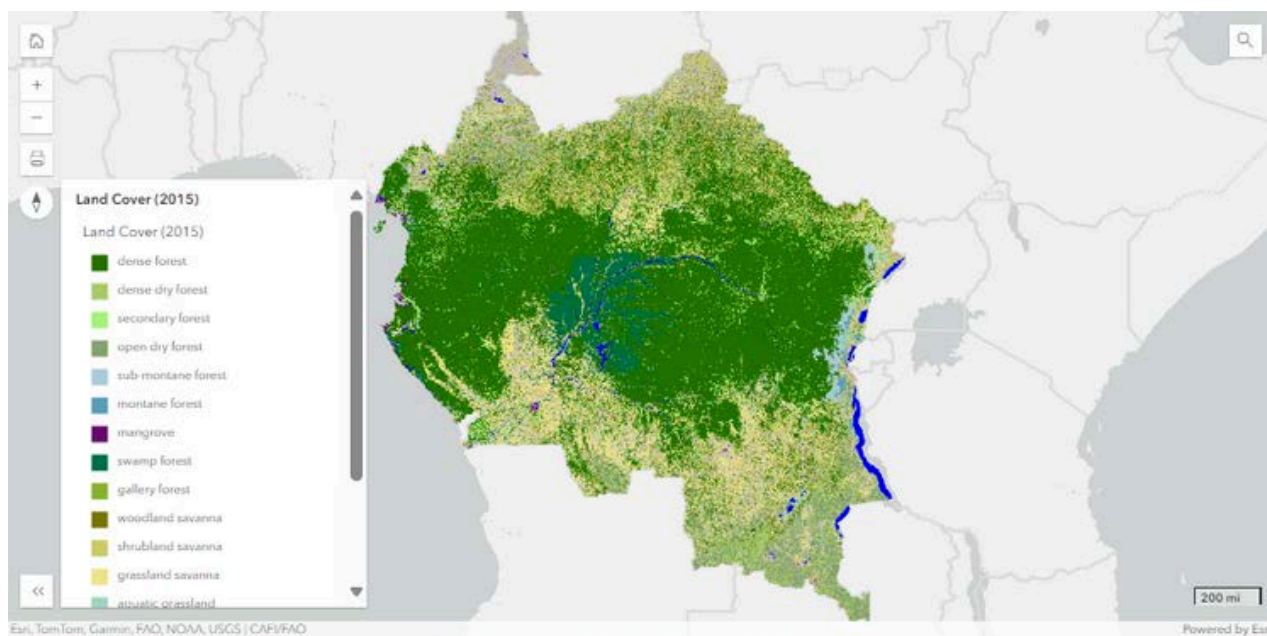 Land Cover (2015)
Land Cover (2015)
dense forest
dense dry forest
secondary forest
open dry forest
sub-montane forest
montane forest
mangrove
swamp forest
gallery forest
woodland savanna
shrubland savanna
grassland savanna
aquatic grassland
200 mi
Esri, TomTom, Garmin, FAO, NOAA, USGS | CAFI/FAO
Powered by Esri